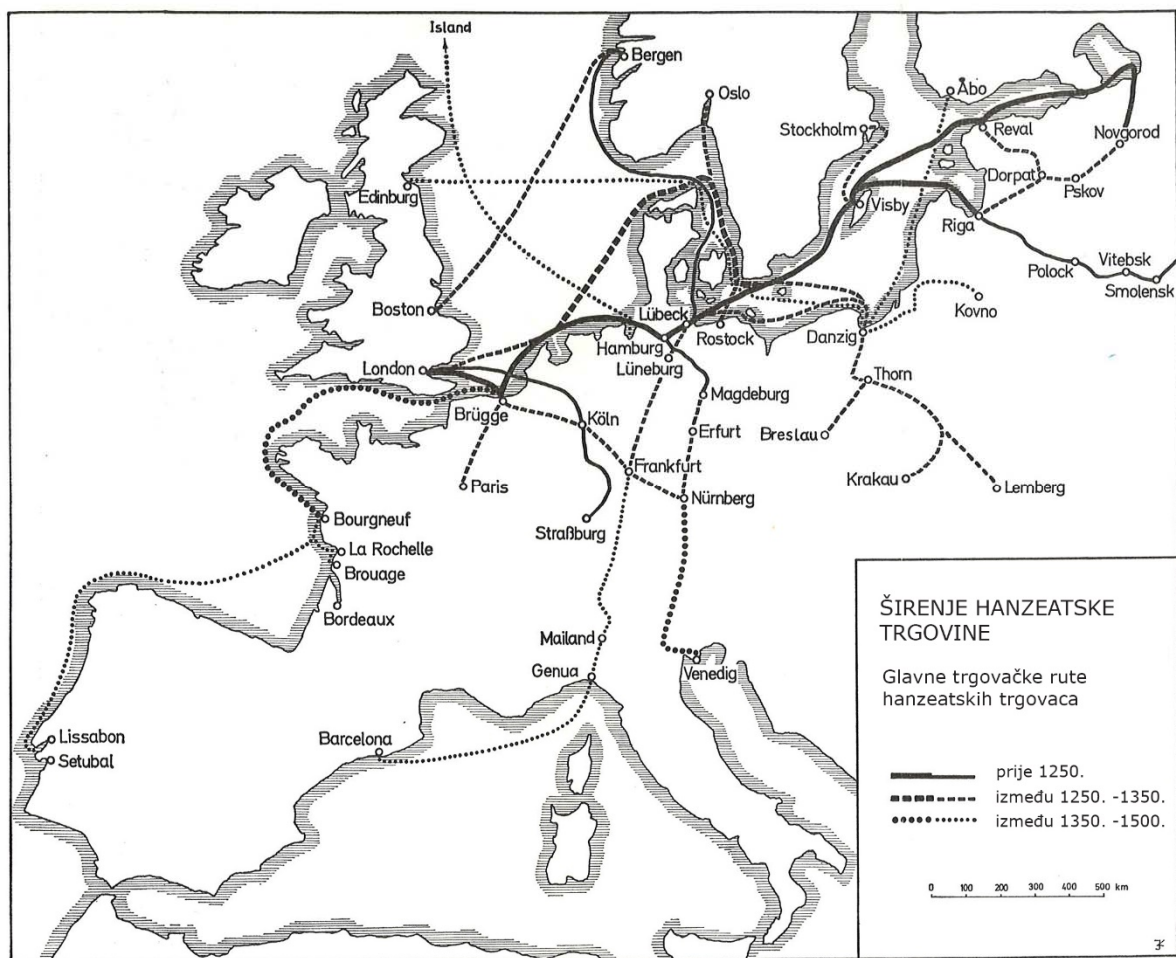 Island
Bergen
Oslo
Åbo
Stockholm
Reval
Novgorod
Edinburg
Dorpat
Pskov
Visby
Riga
Polock
Vitebsk
Smolensk
Boston
Lübeck
Kovno
Hamburg
Rostock
Danzig
Lüneburg
London
Thorn
Magdeburg
Brügge
Köln
Erfurt
Breslau
Frankfurt
Krakau
Lemberg
Paris
Nürnberg
Bourgneuf
Straßburg
La Rochelle
Brouage
Bordeaux
Mailand
Genua
Venedig
Lissabon
Barcelona
Setubal
ŠIRENJE HANZEATSKE
TRGOVINE
Glavne trgovačke rute
hanzeatskih trgovaca
prije 1250.
između 1250. -1350.
između 1350. -1500.
0 100 200 300 400 500 km